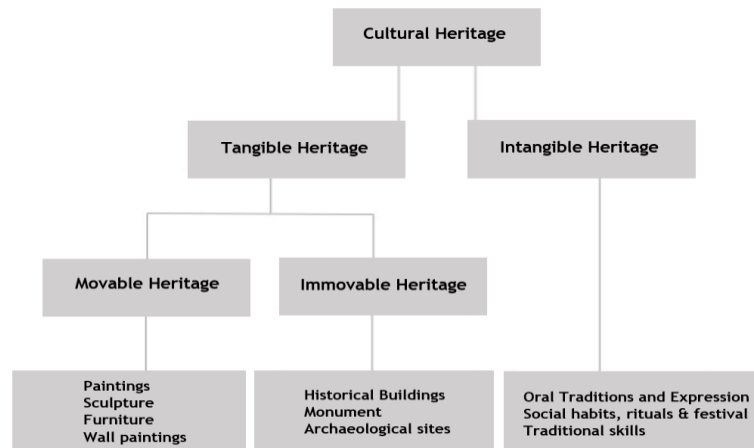 Cultural Heritage
Tangible Heritage
Intangible Heritage
Movable Heritage
Immovable Heritage
Paintings
Sculpture
Furniture
Wall paintings
Historical Buildings
Monument
Archaeological sites
Oral Traditions and Expression
Social habits, rituals & festival
Traditional skills